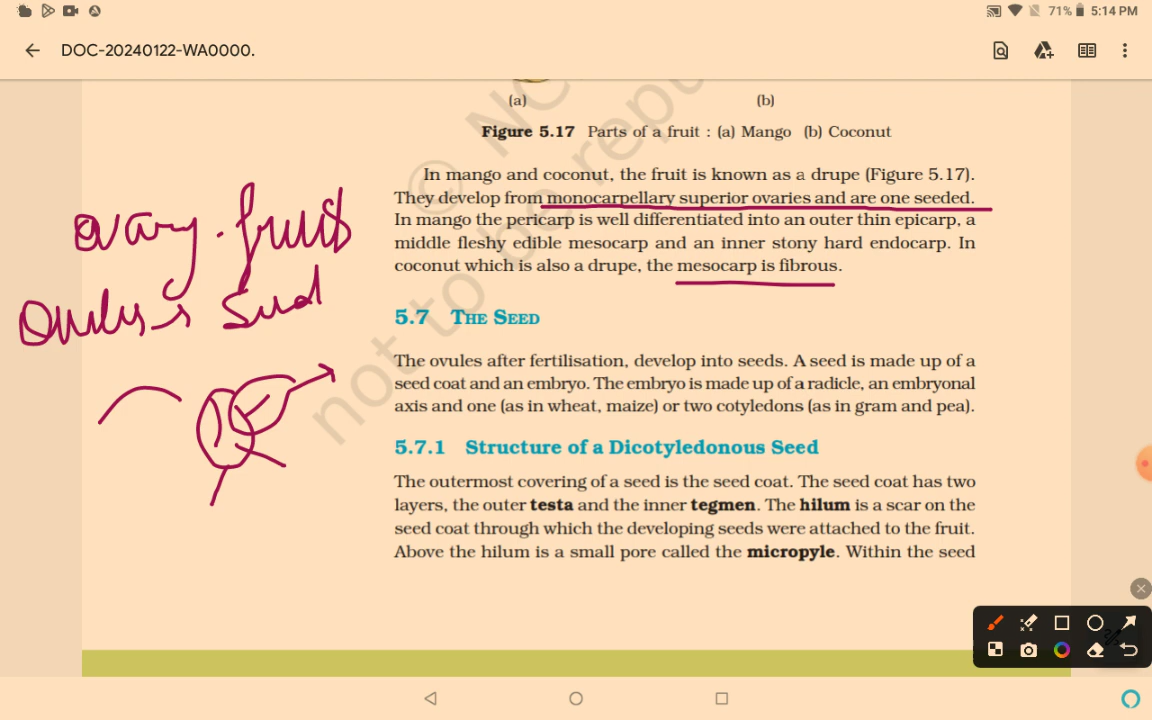 71% 5:14 PM
DOC-20240122-WA0000.
(a) (b)
Figure 5.17 Parts of a fruit : (a) Mango (b) Coconut
In mango and coconut, the fruit is known as a drupe (Figure 5.17).
They develop from monocarpellary superior ovaries and are one seeded.
In mango the pericarp is well differentiated into an outer thin epicarp, a
middle fleshy edible mesocarp and an inner stony hard endocarp. In
coconut which is also a drupe, the mesocarp is fibrous.
ovary. fruit
5.7 THE SEED
The ovules after fertilisation, develop into seeds. A seed is made up of a
seed coat and an embryo. The embryo is made up of a radicle, an embryonal
axis and one (as in wheat, maize) or two cotyledons (as in gram and pea).
5.7.1 Structure of a Dicotyledonous Seed
The outermost covering of a seed is the seed coat. The seed coat has two
layers, the outer testa and the inner tegmen. The hilum is a scar on the
seed coat through which the developing seeds were attached to the fruit.
Above the hilum is a small pore called the micropyle. Within the seed
© NC
not to be repu